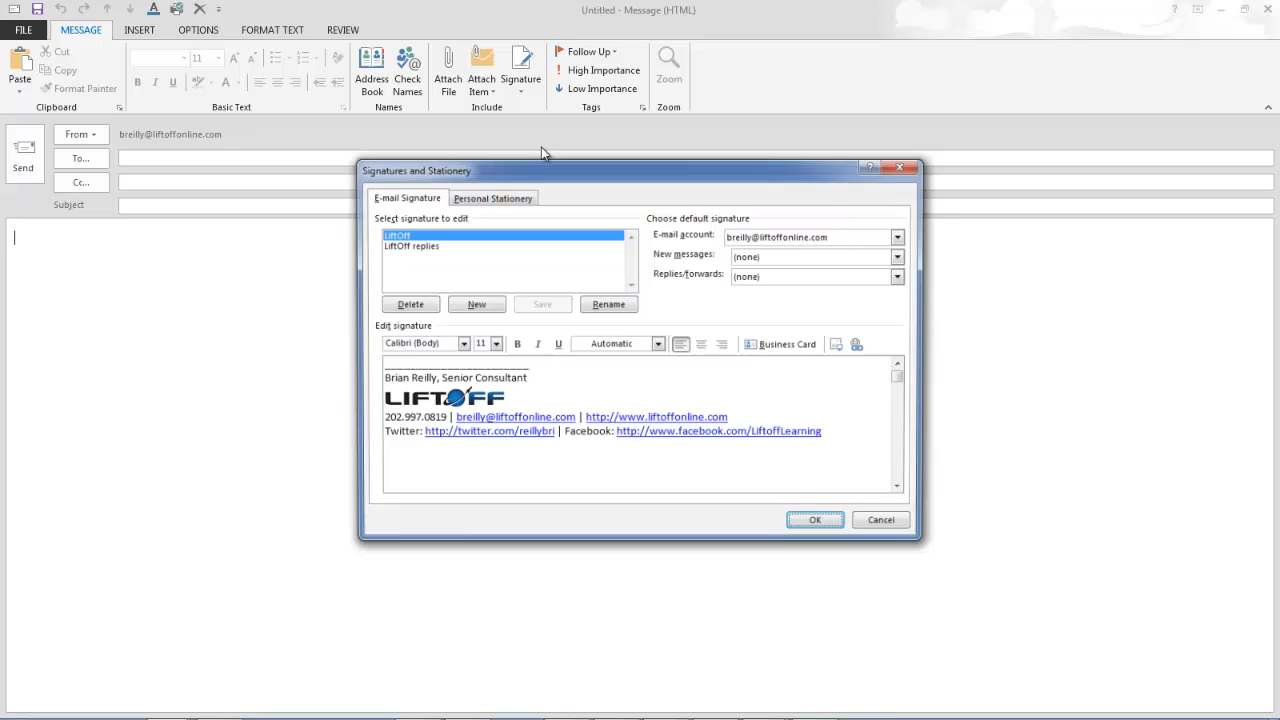 Untitled - Message (HTML)
FILE MESSAGE INSERT OPTIONS FORMAT TEXT REVIEW
Cut
Copy
Format Painter
Paste
Clipboard
11
B I U
A
Basic Text
Address Book
Check Names
Names
Attach File
Attach Item
Signature
Include
Follow Up
High Importance
Low Importance
Tags
Zoom
Zoom
Send
From breilly@liftoffonline.com
To...
Cc...
Subject
Signatures and Stationery
E-mail Signature Personal Stationery
Select signature to edit
LiftOff
LiftOff replies
Delete New Save Rename
Choose default signature
E-mail account: breilly@liftoffonline.com
New messages: (none)
Replies/forwards: (none)
Edit signature
Calibri (Body) 11 B I U Automatic Business Card
Brian Reilly, Senior Consultant
LIFTOFF
202.997.0819 | breilly@liftoffonline.com | http://www.liftoffonline.com
Twitter: http://twitter.com/reillybri | Facebook: http://www.facebook.com/LiftoffLearning
OK Cancel